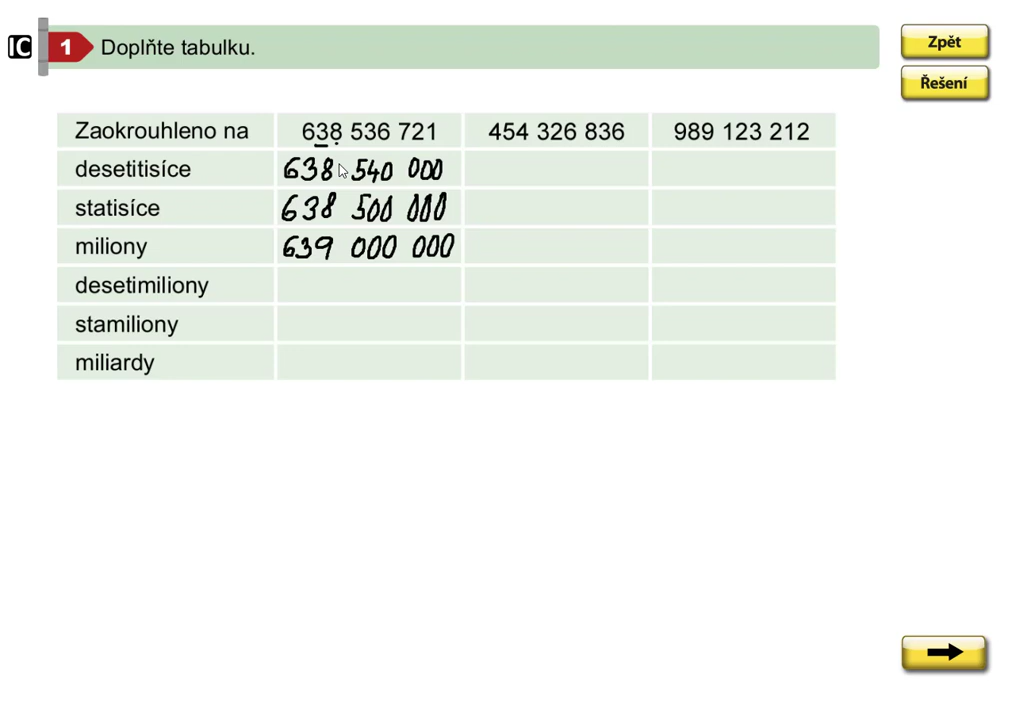 IC
1 Doplňte tabulku.
Zpět
Řešení
Zaokrouhleno na 638 536 721 454 326 836 989 123 212
desetitisíce 638 540 000
statisíce 638 500 000
miliony 639 000 000
desetimiliony
stamiliony
miliardy